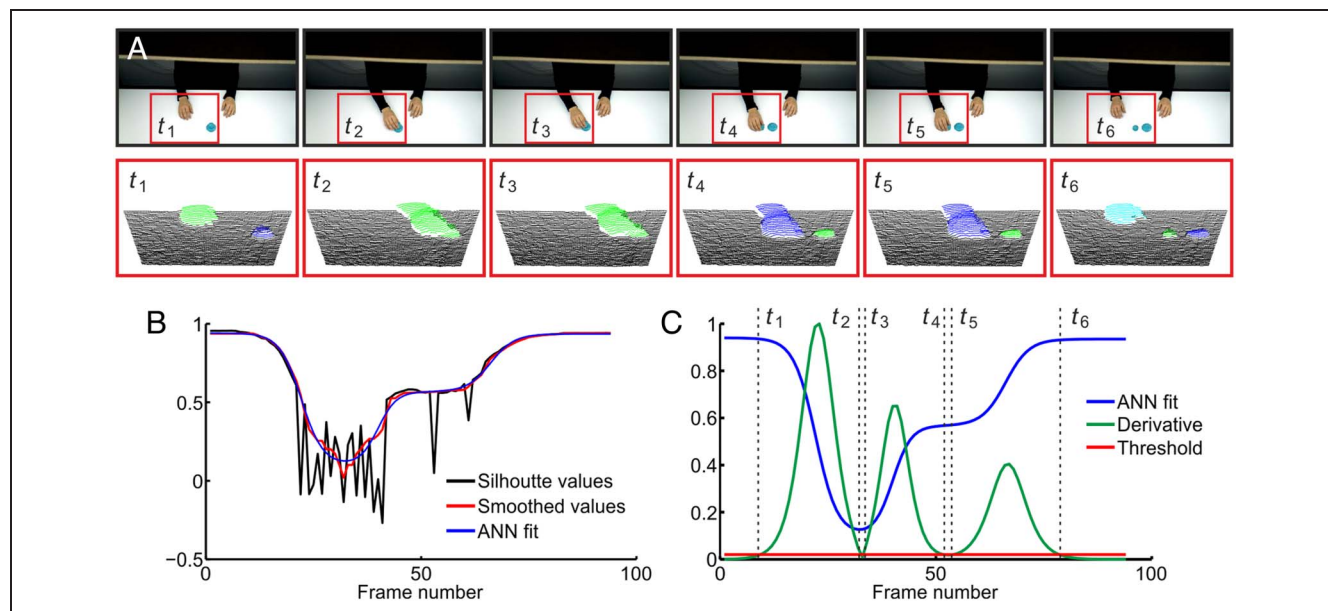 A
t1 t2 t3 t4 t5 t6
t1 t2 t3 t4 t5 t6
B
1
0.5
0
−0.5
0 50 100
Frame number
Silhoutte values
Smoothed values
ANN fit
C
t1 t2 t3 t4 t5 t6
1
0.8
0.6
0.4
0.2
0
0 50 100
Frame number
ANN fit
Derivative
Threshold